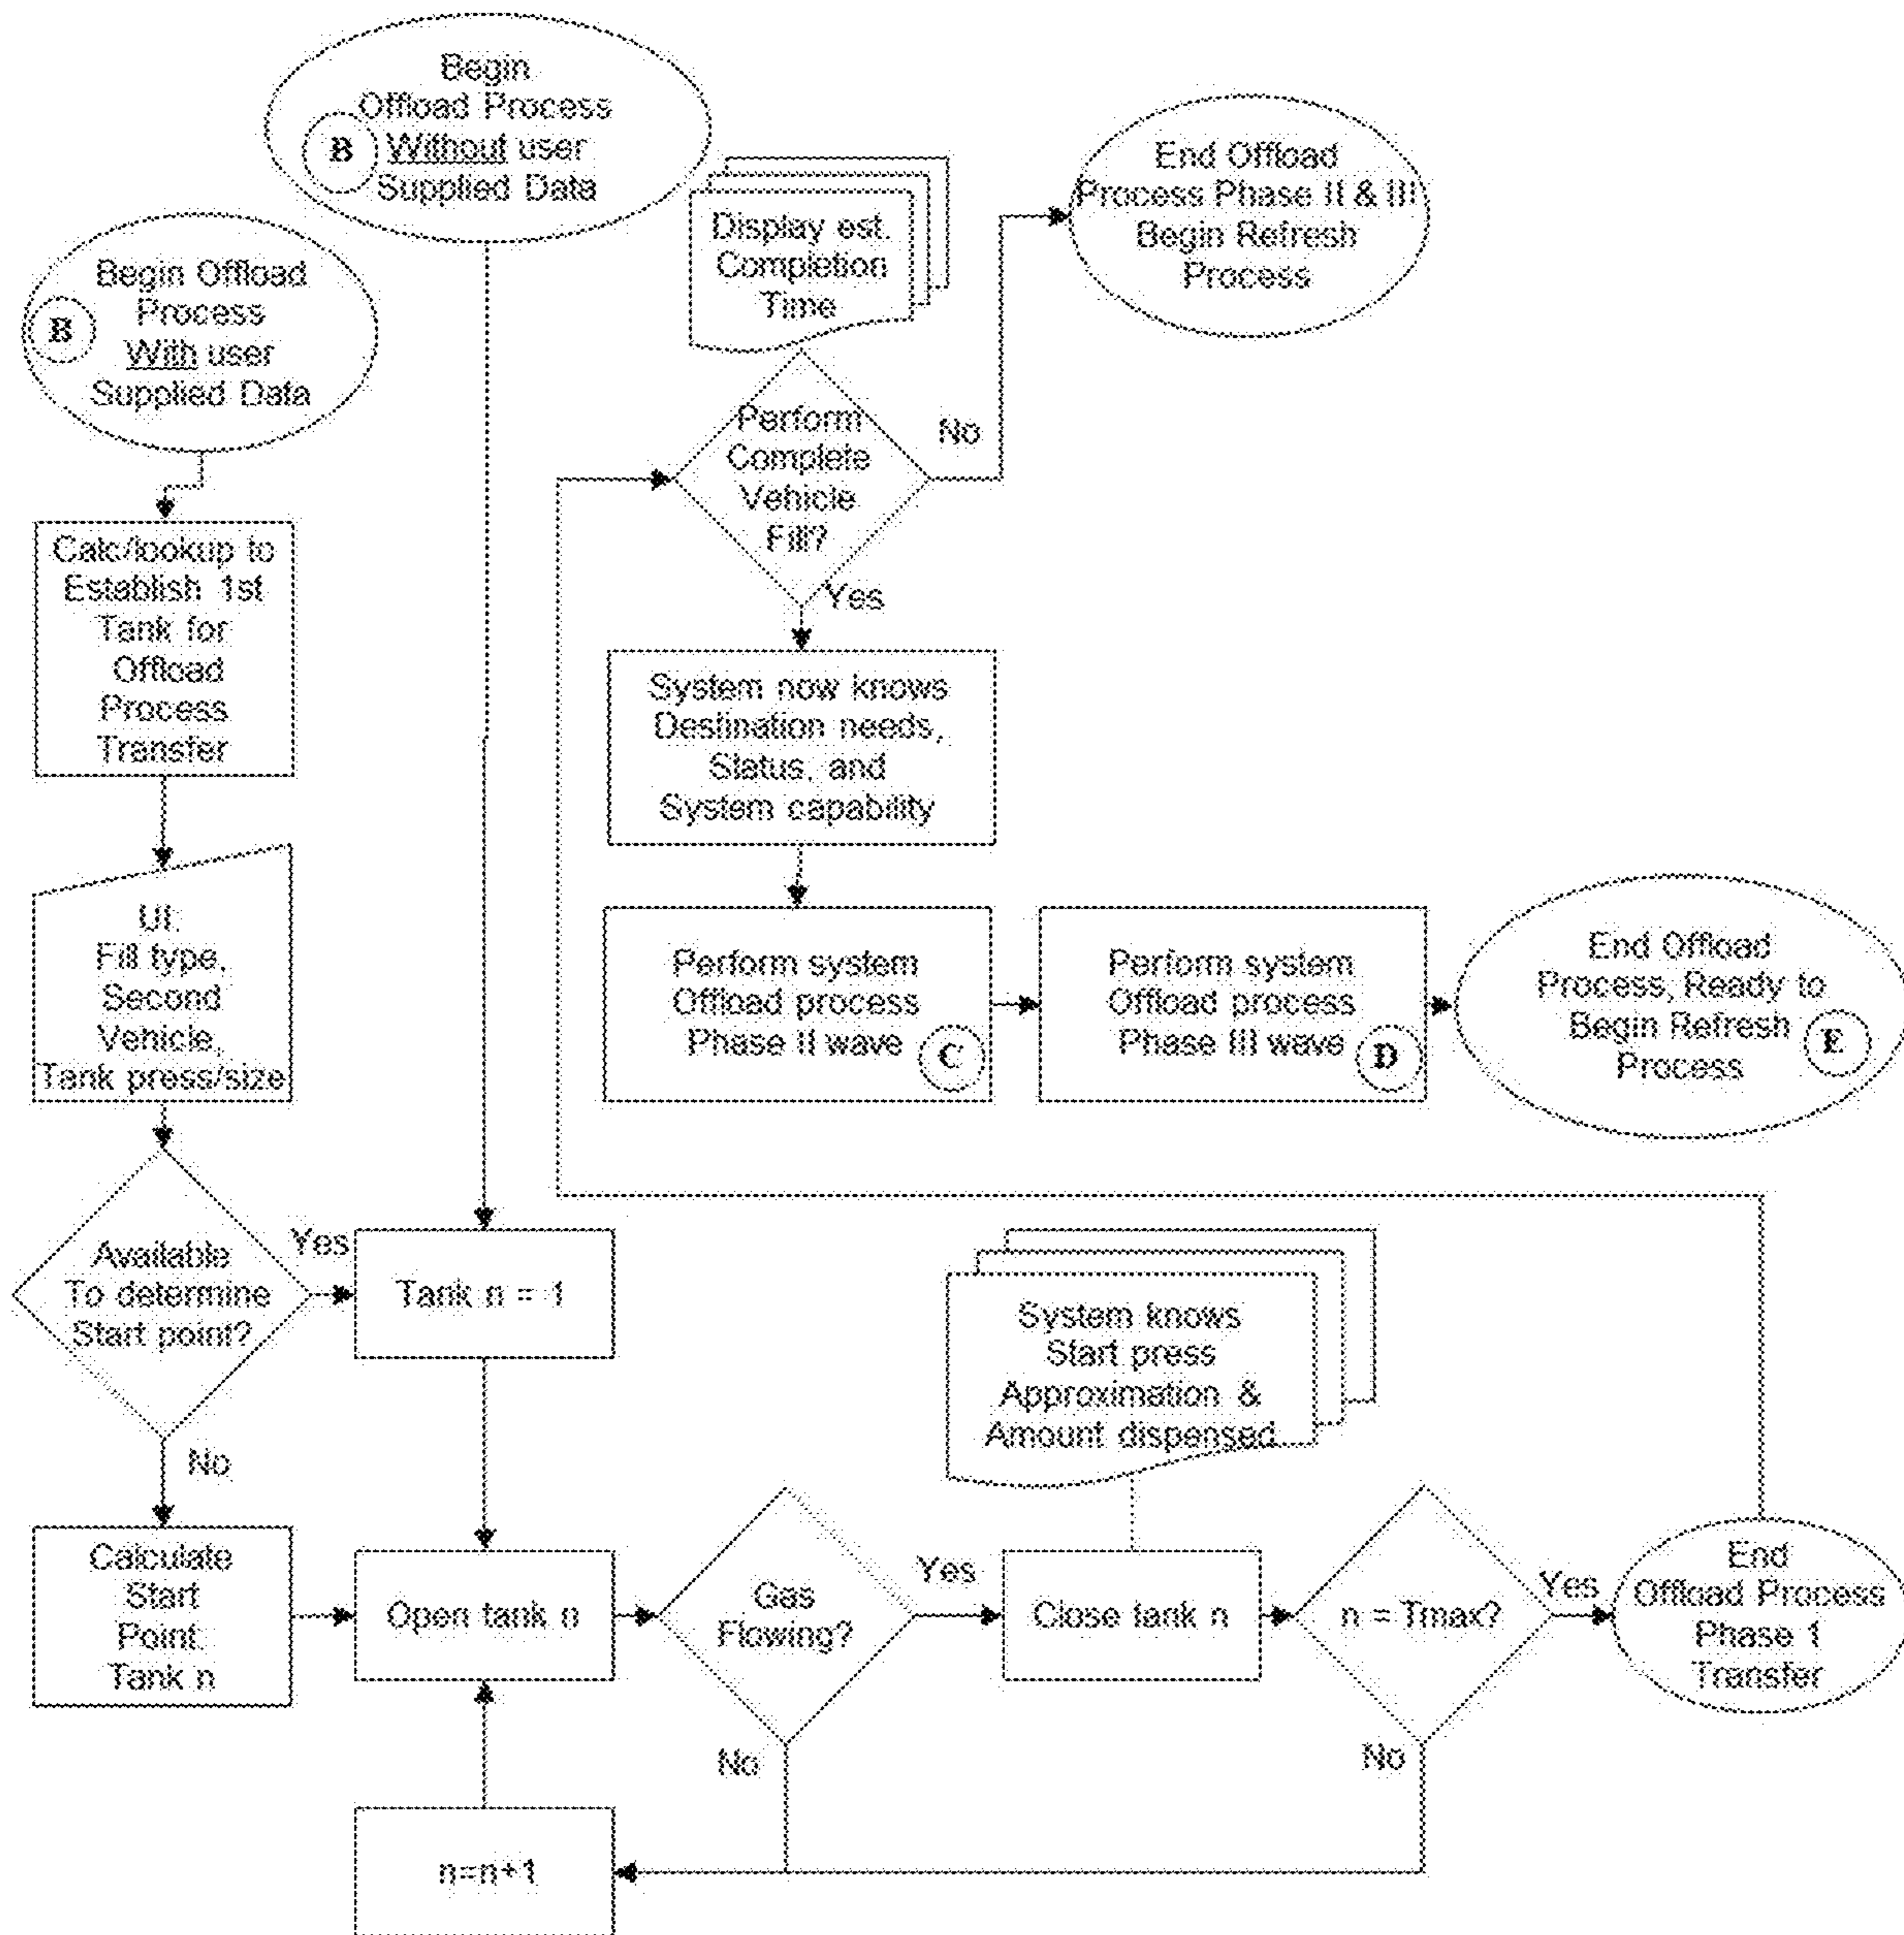 Begin
Offload Process
Without user
Supplied Data
B
Begin Offload
Process
With user
Supplied Data
B
Display est.
Completion
Time
End Offload
Process Phase II & III
Begin Refresh
Process
Perform
Complete
Vehicle
Fill?
No
Yes
Calc/lookup to
Establish 1st
Tank for
Offload
Process
Transfer
System now knows
Destination needs,
Status, and
System capability
UI:
Fill type,
Second
Vehicle,
Tank press/size
Perform system
Offload process
Phase II wave
C
Perform system
Offload process
Phase III wave
D
End Offload
Process, Ready to
Begin Refresh
Process
E
Available
To determine
Start point?
Yes
No
Tank n = 1
System knows
Start press
Approximation &
Amount dispensed
Calculate
Start
Point:
Tank n
Open tank n
Gas
Flowing?
Yes
No
Close tank n
n = Tmax?
Yes
No
End
Offload Process
Phase 1
Transfer
n=n+1